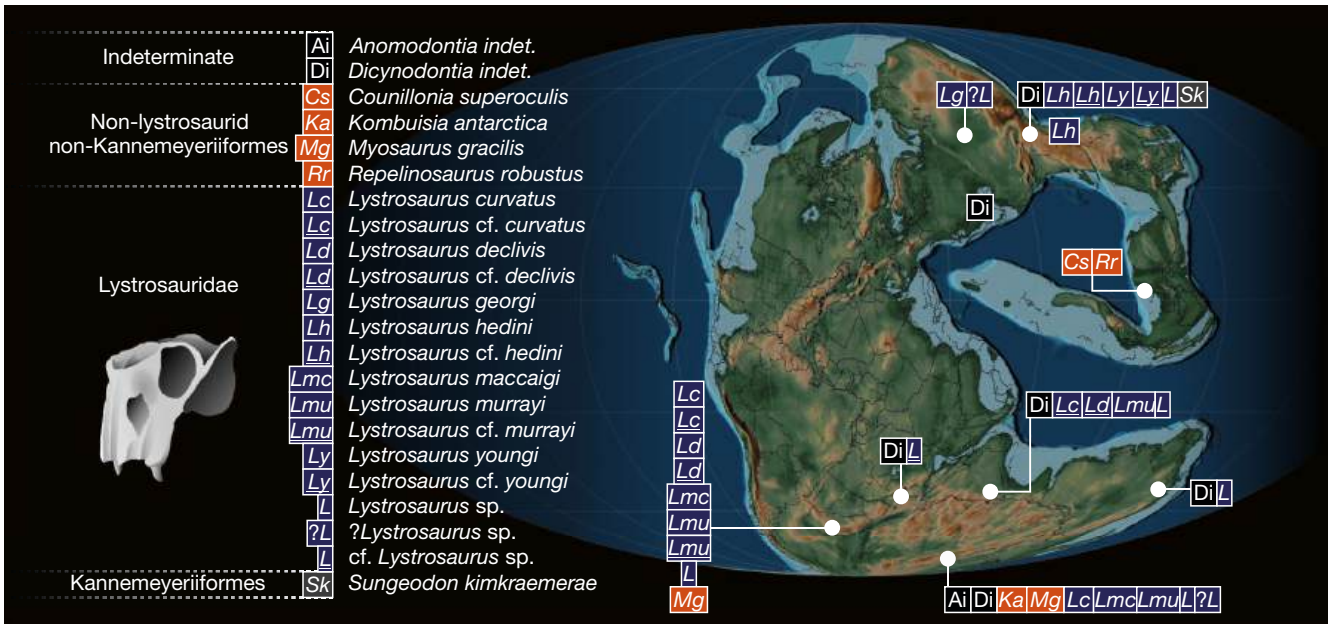 Indeterminate
Ai Anomodontia indet.
Di Dicynodontia indet.
Non-lystrosaurid
non-Kannemeyeriiformes
Cs Counillonia superoculis
Ka Kombuisia antarctica
Mg Myosaurus gracilis
Rr Repelinosaurus robustus
Lystrosauridae
Lc Lystrosaurus curvatus
Lc Lystrosaurus cf. curvatus
Ld Lystrosaurus declivis
Ld Lystrosaurus cf. declivis
Lg Lystrosaurus georgi
Lh Lystrosaurus hedini
Lh Lystrosaurus cf. hedini
Lmc Lystrosaurus maccaigi
Lmu Lystrosaurus murrayi
Lmu Lystrosaurus cf. murrayi
Ly Lystrosaurus youngi
Ly Lystrosaurus cf. youngi
L Lystrosaurus sp.
?L ?Lystrosaurus sp.
L cf. Lystrosaurus sp.
Kannemeyeriiformes
Sk Sungeodon kimkraemerae
Lg ?L
Di Lh Lh Ly Ly L Sk
Lh
Di
Cs Rr
Lc
Lc
Ld
Ld
Lmc
Lmu
Lmu
L
Mg
Di L
Di Lc Ld Lmu L
Di L
Ai Di Ka Mg Lc Lmc Lmu L ?L